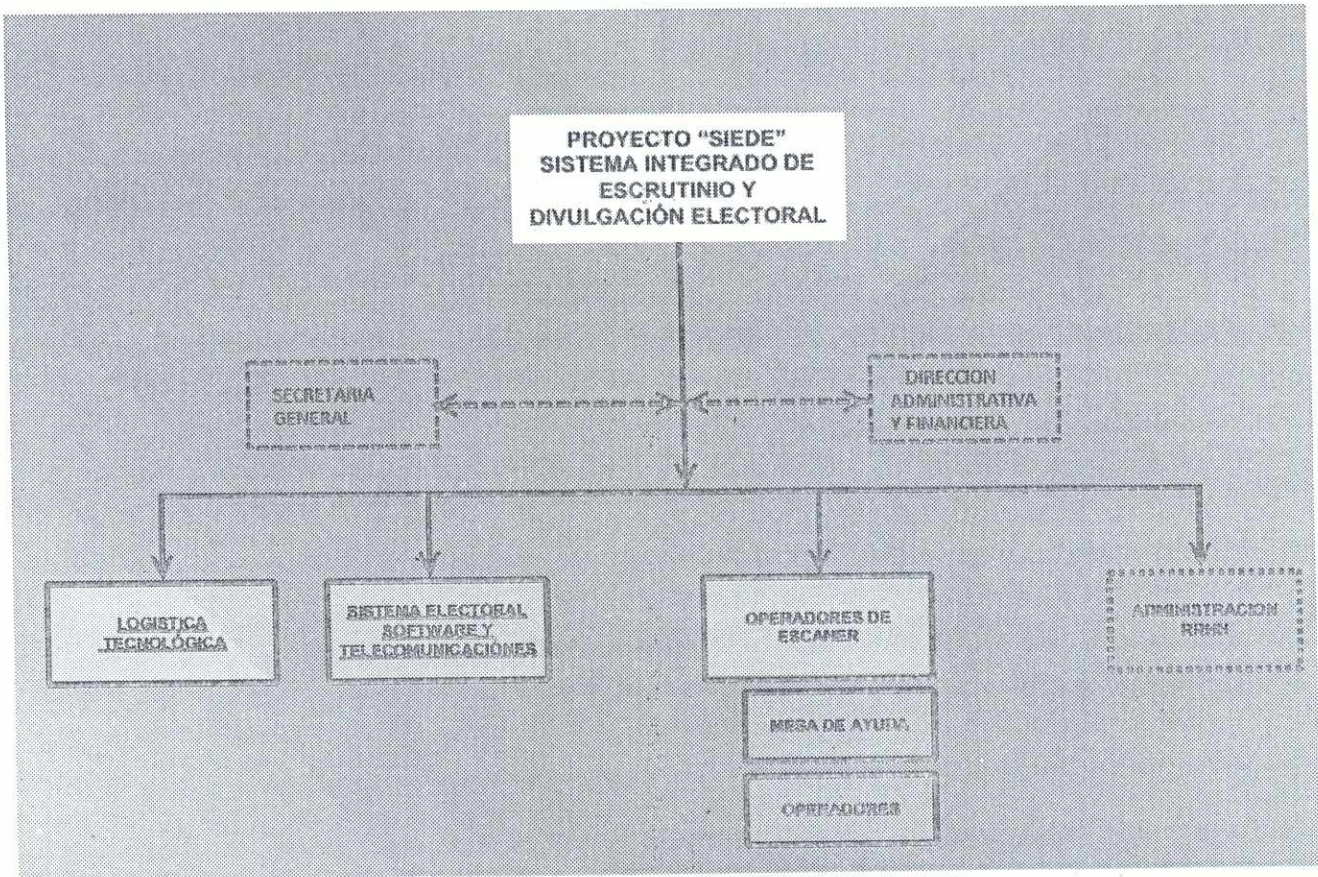 PROYECTO “SIEDE”
SISTEMA INTEGRADO DE
ESCRUTINIO Y
DIVULGACIÓN ELECTORAL
SECRETARIA
GENERAL
DIRECCION
ADMINISTRATIVA
Y FINANCIERA
LOGISTICA
TECNOLÓGICA
SISTEMA ELECTORAL
SOFTWARE Y
TELECOMUNICACIONES
OPERADORES DE
ESCANER
ADMINISTRACION
RRHH
MESA DE AYUDA
OPERADORES